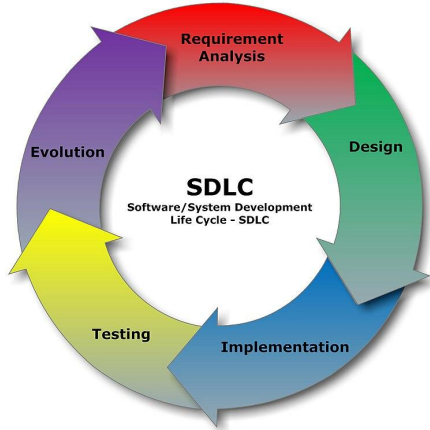 Requirement
Analysis
Design
Evolution
SDLC
Software/System Development
Life Cycle - SDLC
Testing
Implementation